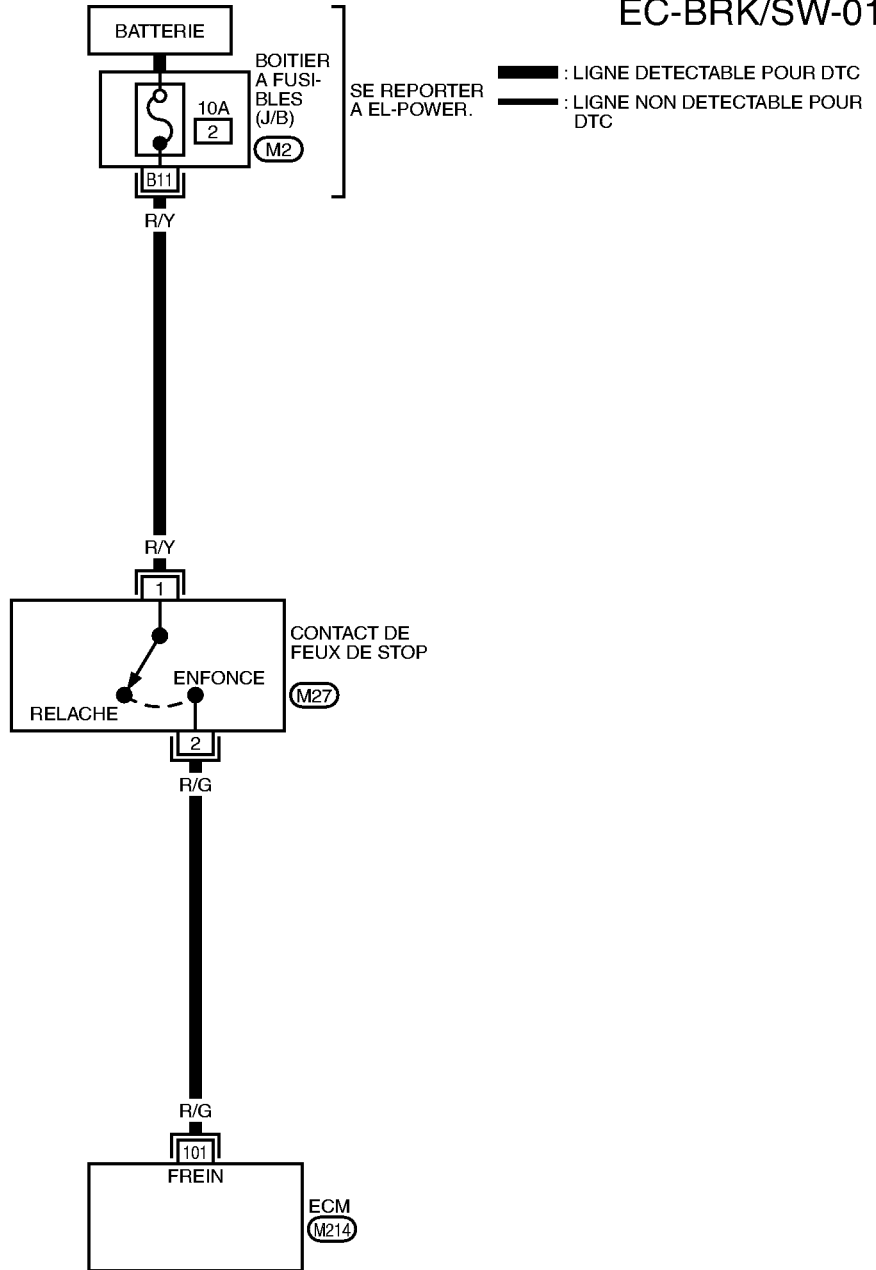 EC-BRK/SW-01
BATTERIE
BOITIER
A FUSI-
BLES
(J/B)
10A
2
M2
SE REPORTER
A EL-POWER.
: LIGNE DETECTABLE POUR DTC
: LIGNE NON DETECTABLE POUR
DTC
B11
R/Y
R/Y
1
CONTACT DE
FEUX DE STOP
ENFONCE
M27
RELACHE
2
R/G
R/G
101
FREIN
ECM
M214